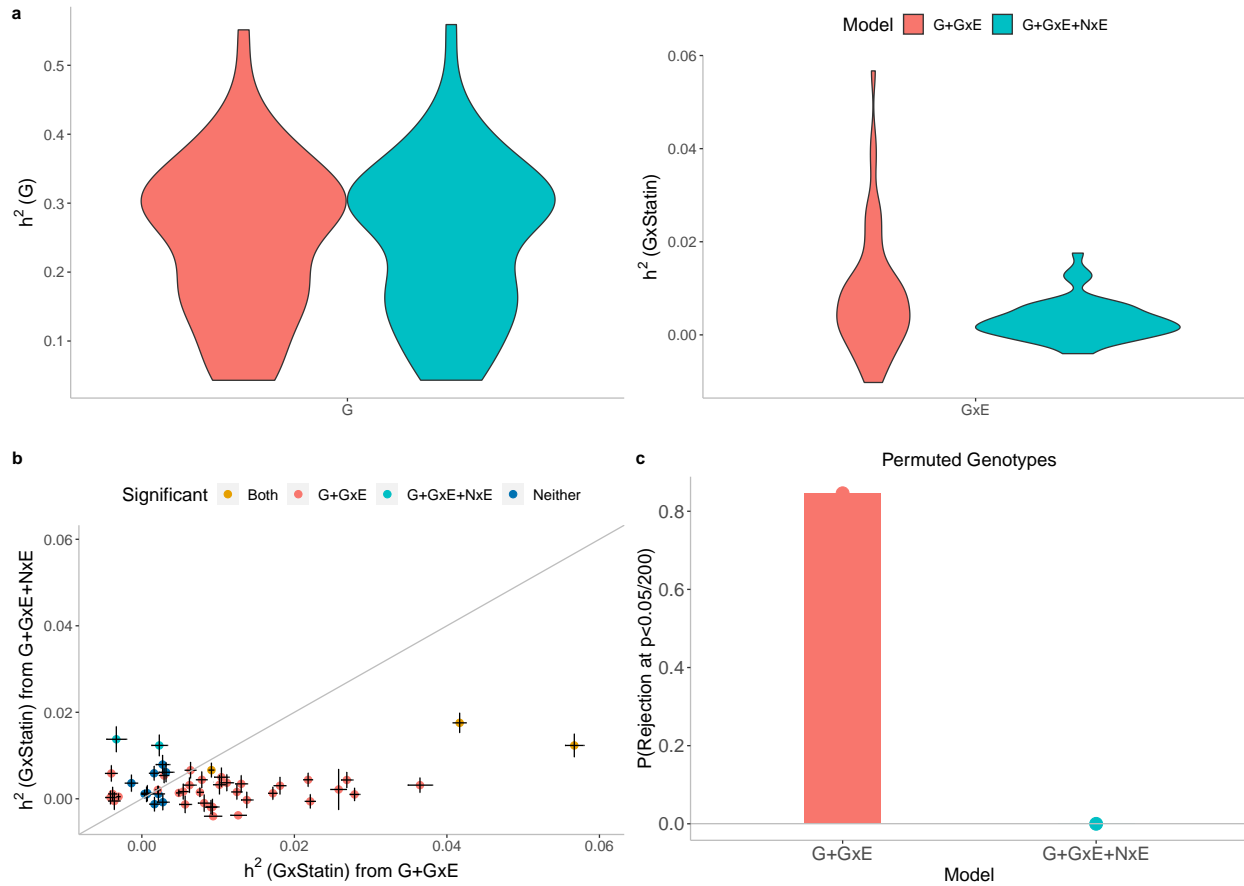 a
h² (G)
0.5
0.4
0.3
0.2
0.1
G
Model G+GxE G+GxE+NxE
h² (GxStatin)
0.06
0.04
0.02
0.00
GxE
b
Significant Both G+GxE G+GxE+NxE Neither
h² (GxStatin) from G+GxE+NxE
0.06
0.04
0.02
0.00
0.00 0.02 0.04 0.06
h² (GxStatin) from G+GxE
c
Permuted Genotypes
P(Rejection at p<0.05/200)
0.8
0.6
0.4
0.2
0.0
G+GxE G+GxE+NxE
Model